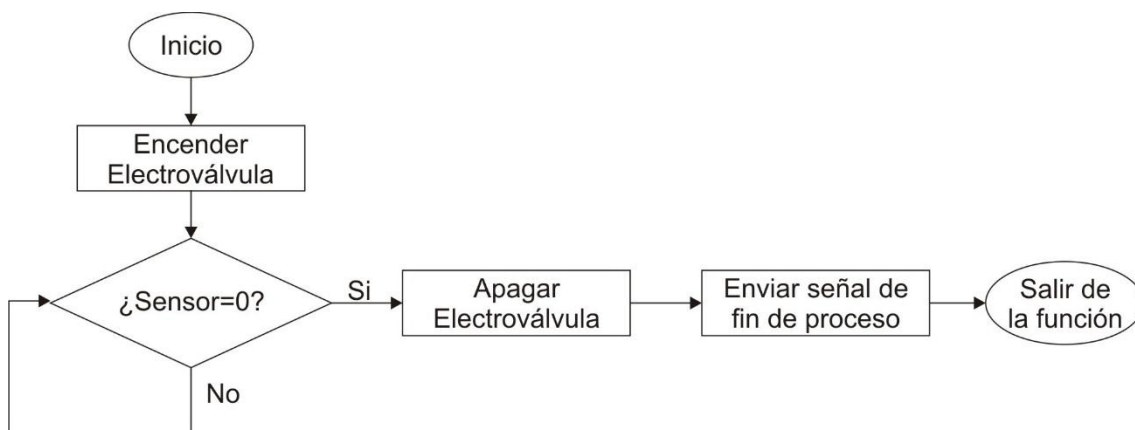 Inicio
Encender
Electroválvula
¿Sensor=0?
Si
Apagar
Electroválvula
Enviar señal de
fin de proceso
Salir de
la función
No